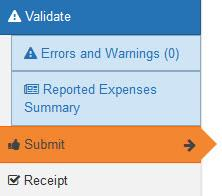 Validate
Errors and Warnings (0)
Reported Expenses
Summary
Submit
Receipt